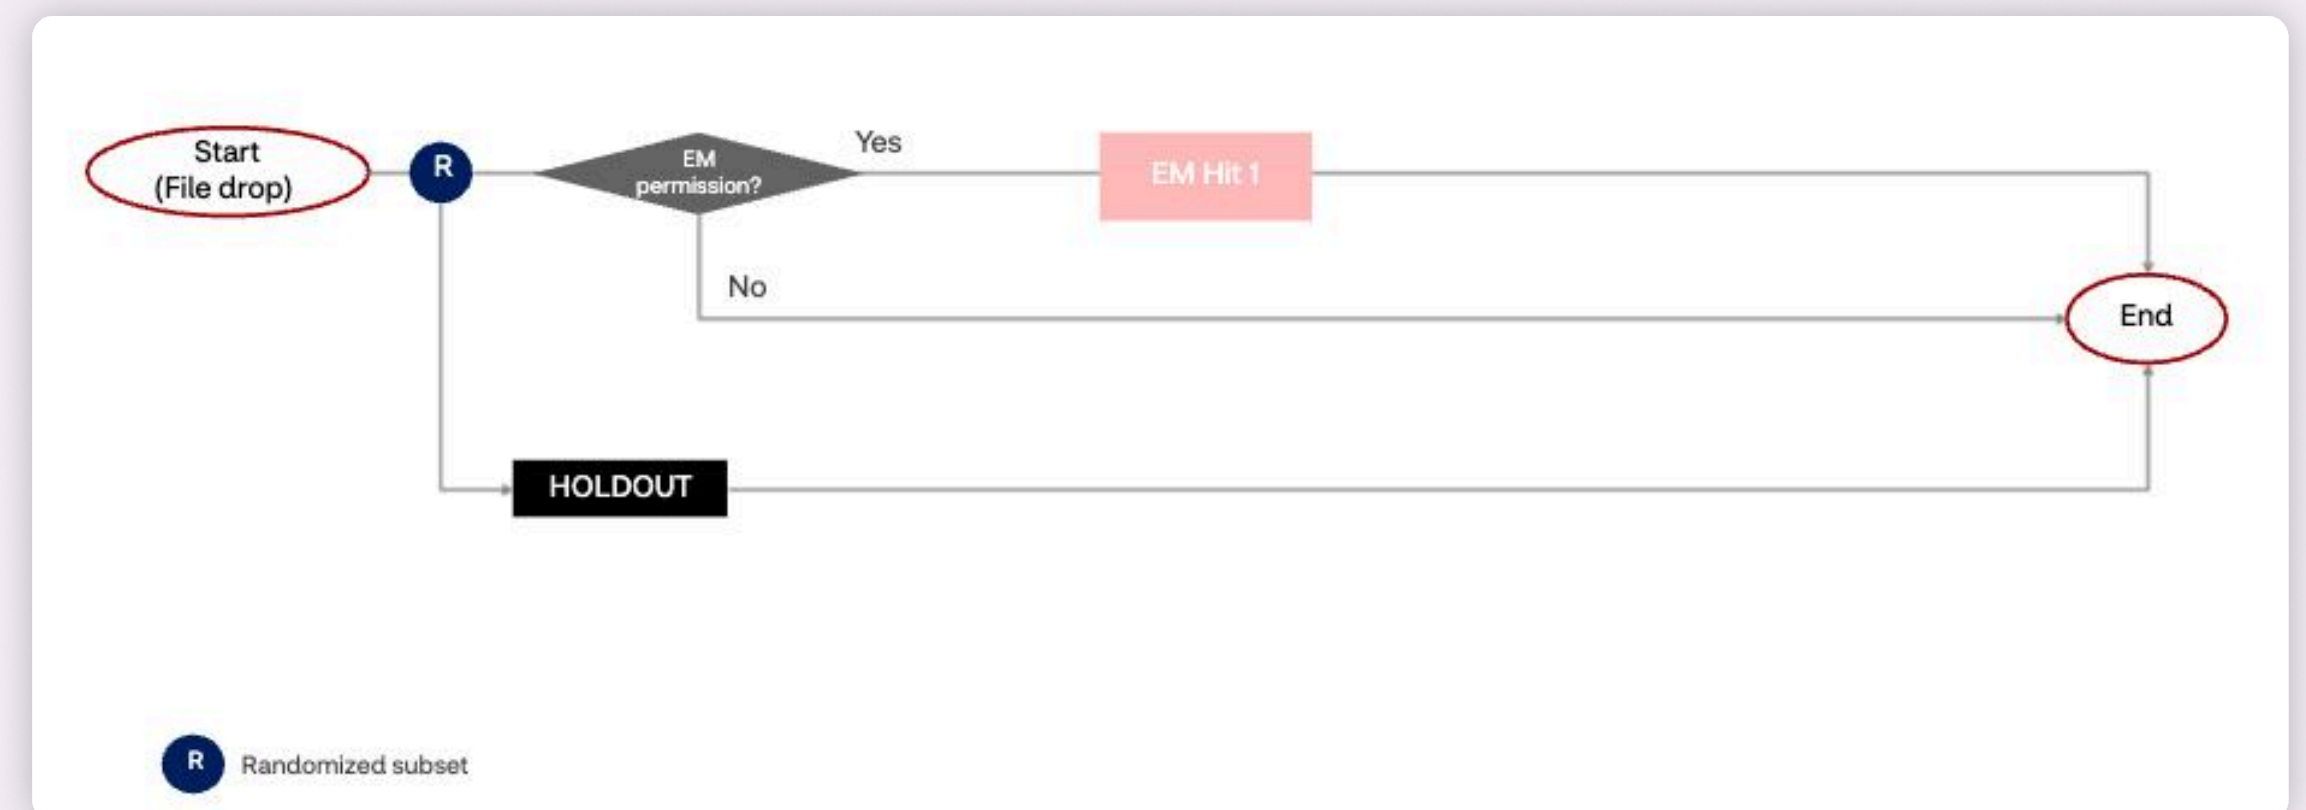 Start
(File drop)
R
EM
permission?
Yes
EM Hit 1
No
End
HOLDOUT
R
Randomized subset